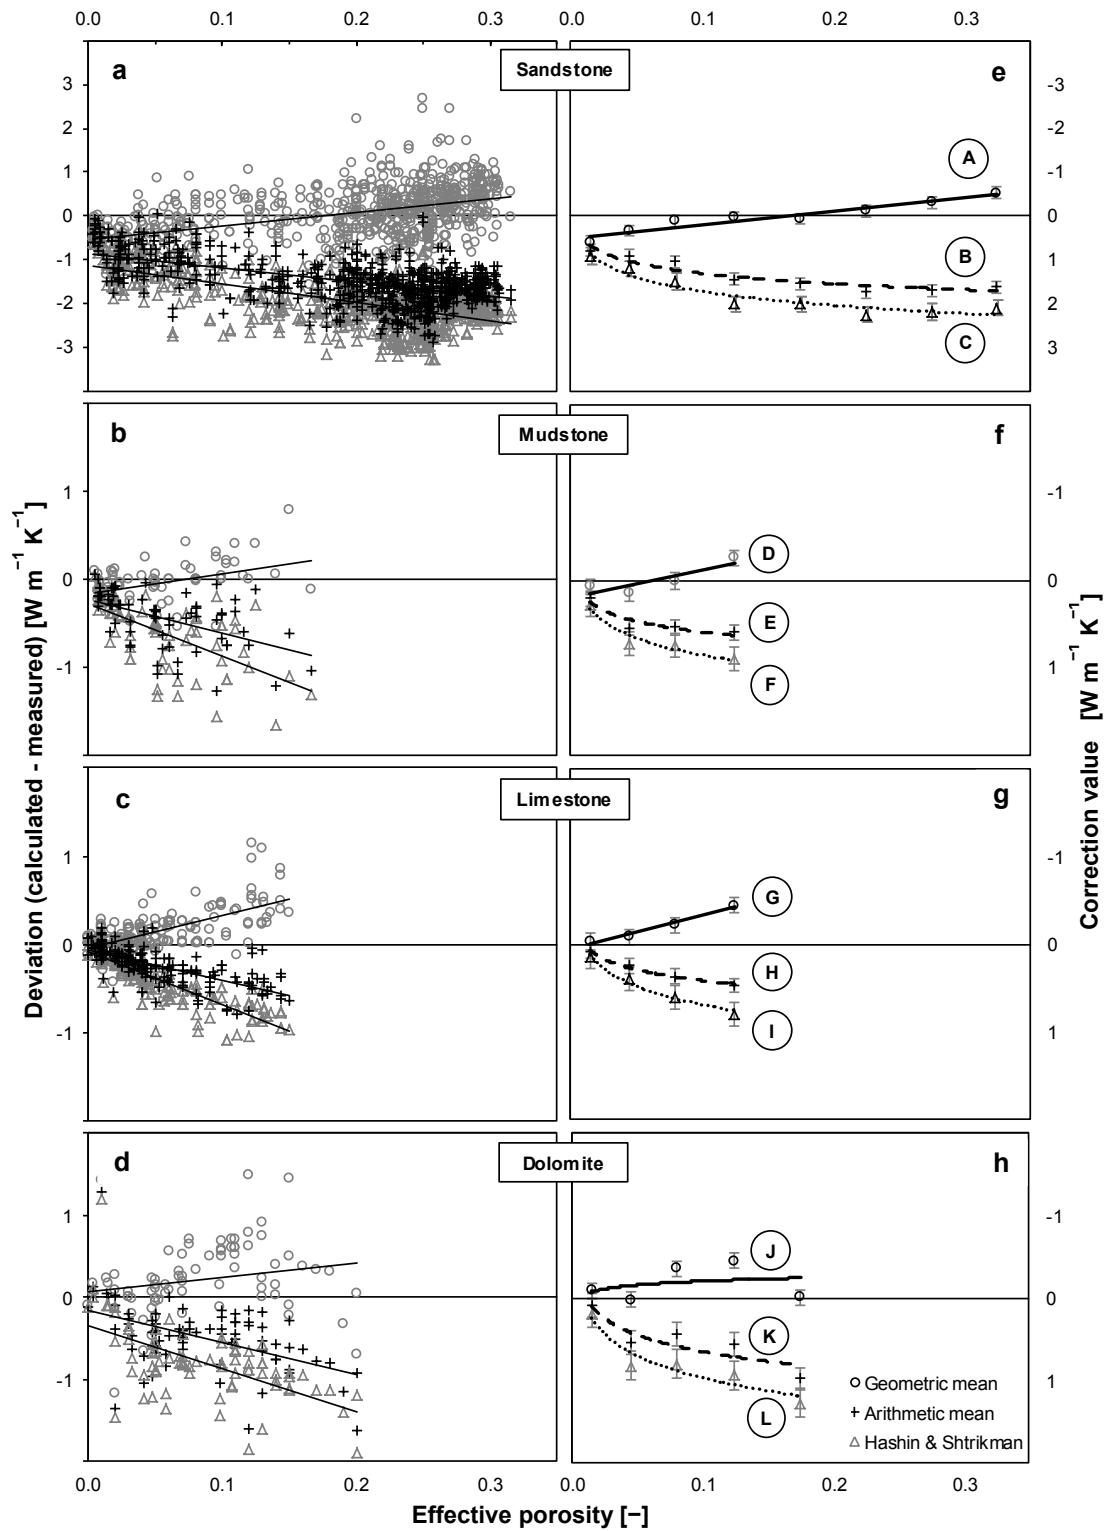 0.0 0.1 0.2 0.3 0.0 0.1 0.2 0.3
a Sandstone e
3 -3
2 -2
A
1 -1
0 0
B
-1 1
-2 2
C
-3 3
b Mudstone f
1 -1
D
0 0
E
-1 1
F
c Limestone g
1 -1
G
0 0
H
-1 1
I
d Dolomite h
1 -1
J
0 0
K
-1 1
L
Geometric mean
Arithmetic mean
Hashin & Shtrikman
0.0 0.1 0.2 0.3 0.0 0.1 0.2 0.3
Effective porosity [−]
Deviation (calculated - measured) [W m⁻¹ K⁻¹]
Correction value [W m⁻¹ K⁻¹]